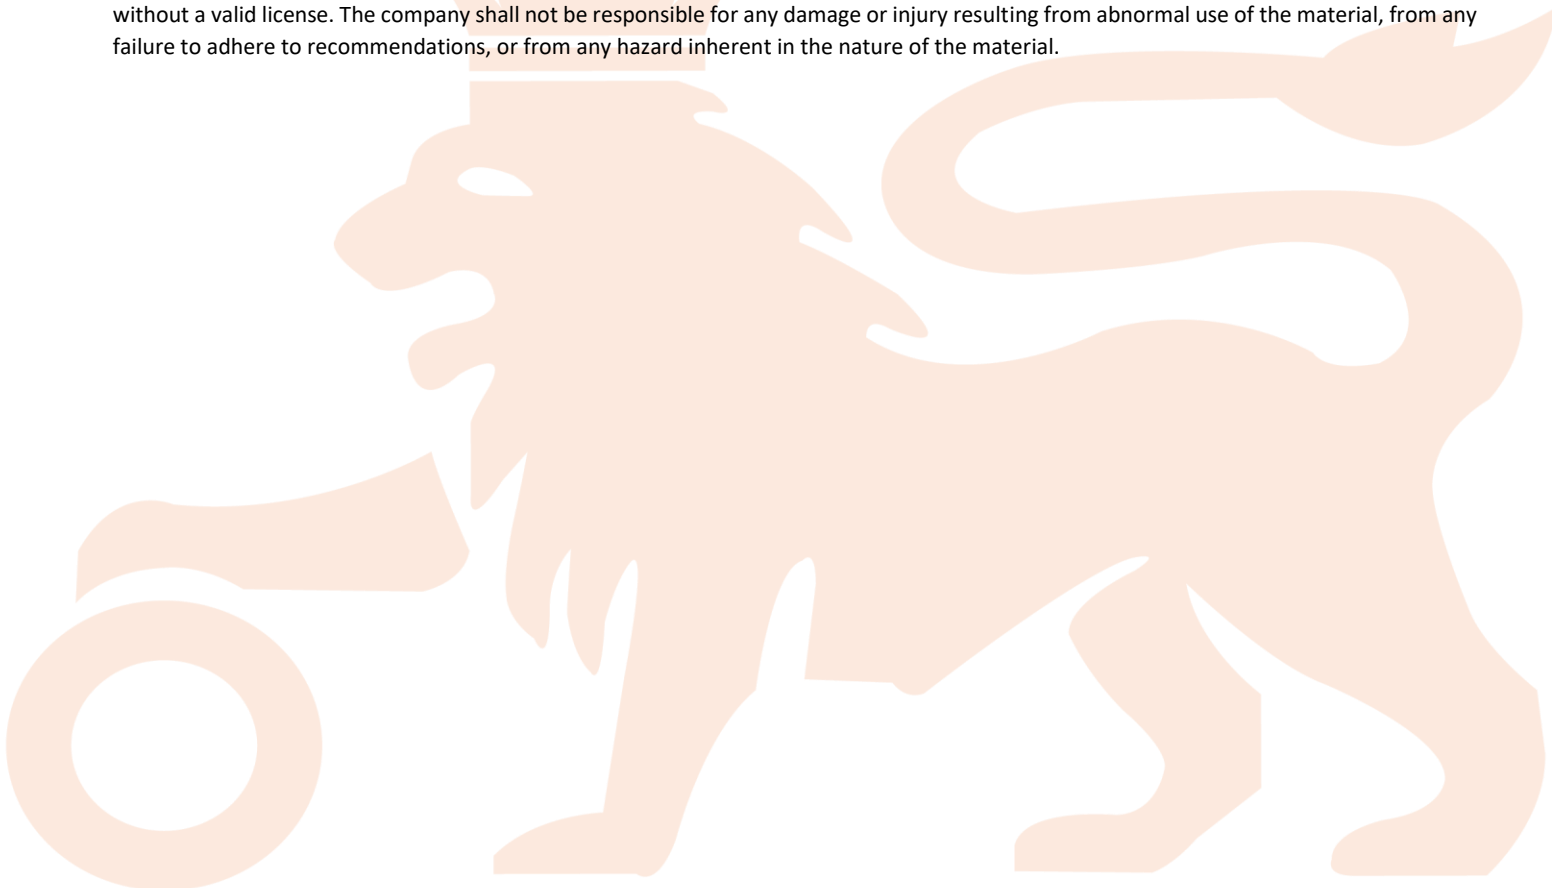 without a valid license. The company shall not be responsible for any damage or injury resulting from abnormal use of the material, from any
failure to adhere to recommendations, or from any hazard inherent in the nature of the material.